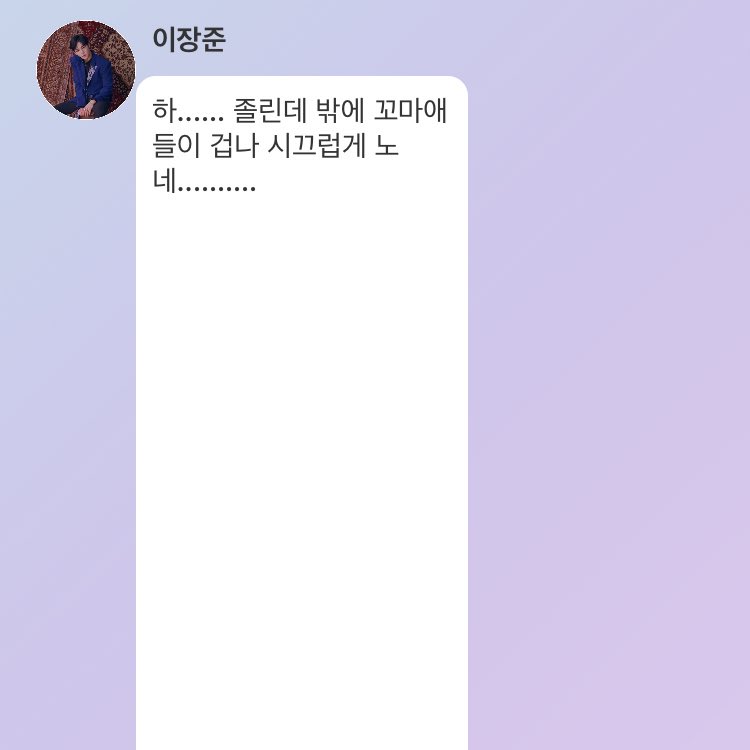 이장준
하...... 졸린데 밖에 꼬마애
들이 겁나 시끄럽게 노
네..........